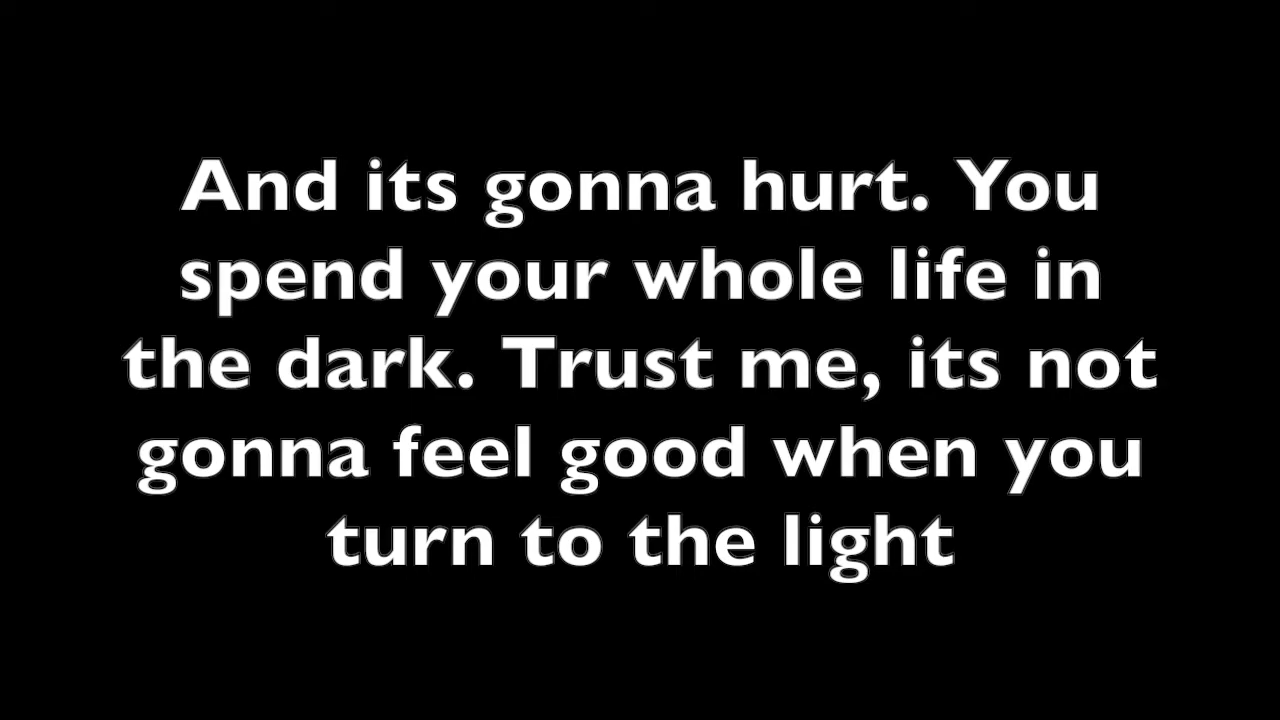 And its gonna hurt. You
spend your whole life in
the dark. Trust me, its not
gonna feel good when you
turn to the light